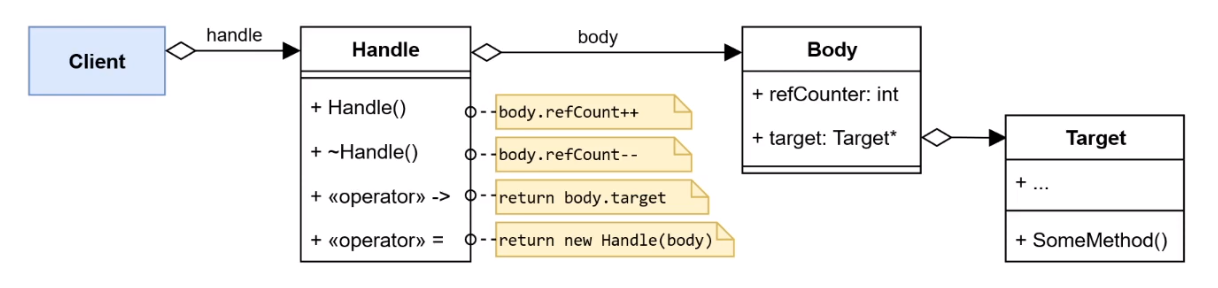 Client
handle
Handle
+ Handle()
+ ~Handle()
+ «operator» ->
+ «operator» =
body.refCount++
body.refCount--
return body.target
return new Handle(body)
body
Body
+ refCounter: int
+ target: Target*
Target
+ ...
+ SomeMethod()